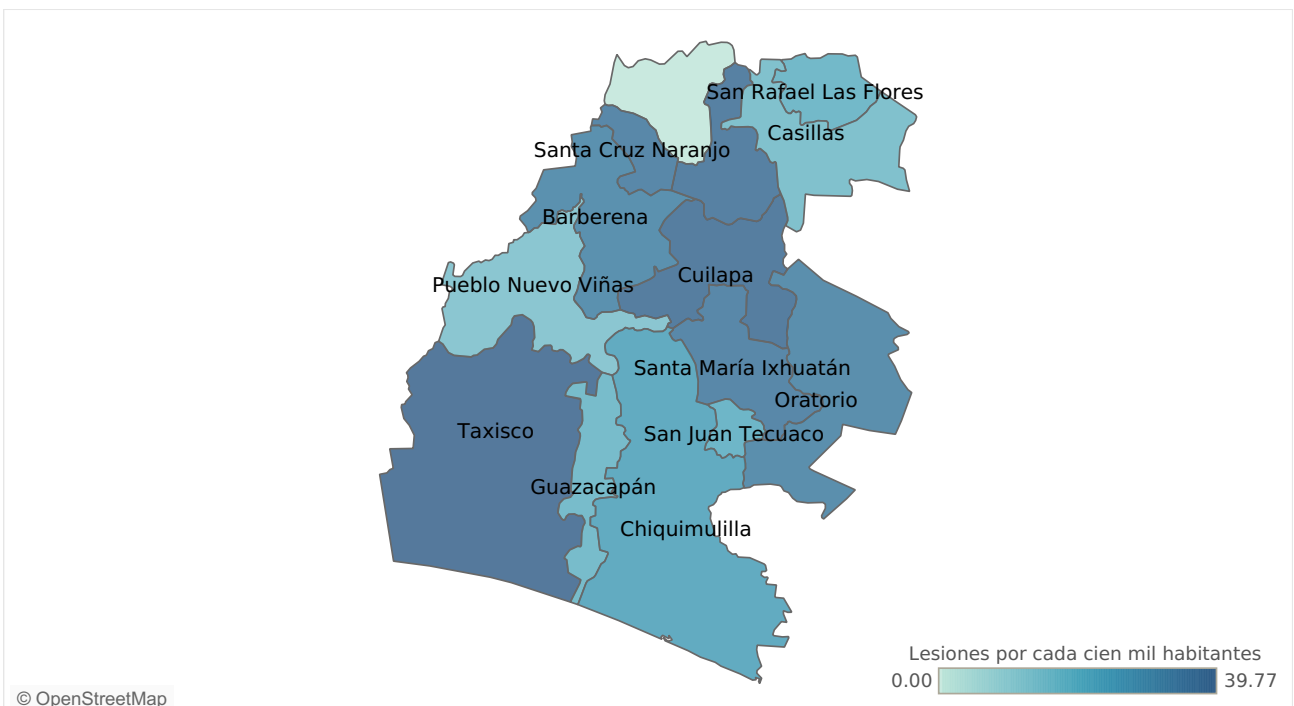 San Rafael Las Flores
Casillas
Santa Cruz Naranjo
Barberena
Cuilapa
Pueblo Nuevo Viñas
Santa María Ixhuatán
Oratorio
Taxisco
San Juan Tecuaco
Guazacapán
Chiquimulilla
Lesiones por cada cien mil habitantes
0.00 39.77
© OpenStreetMap